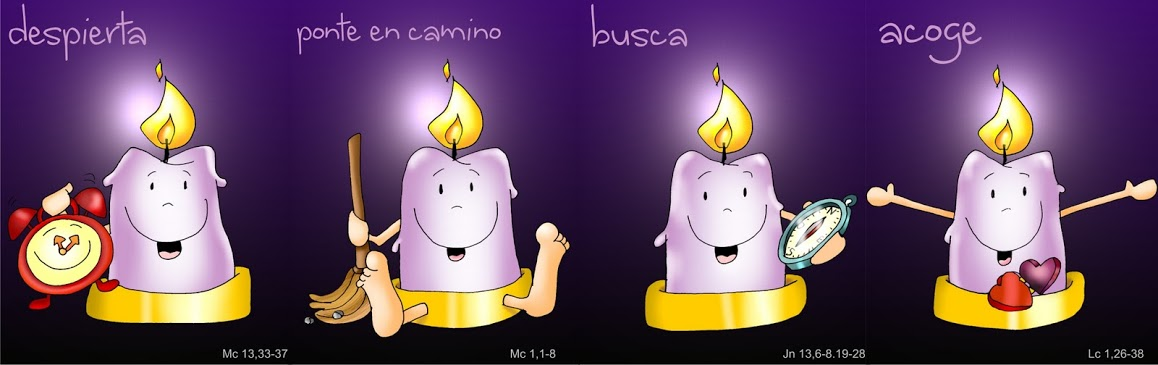 despierta
ponte en camino
busca
acoge
Mc 13,33-37
Mc 1,1-8
Jn 13,6-8.19-28
Lc 1,26-38